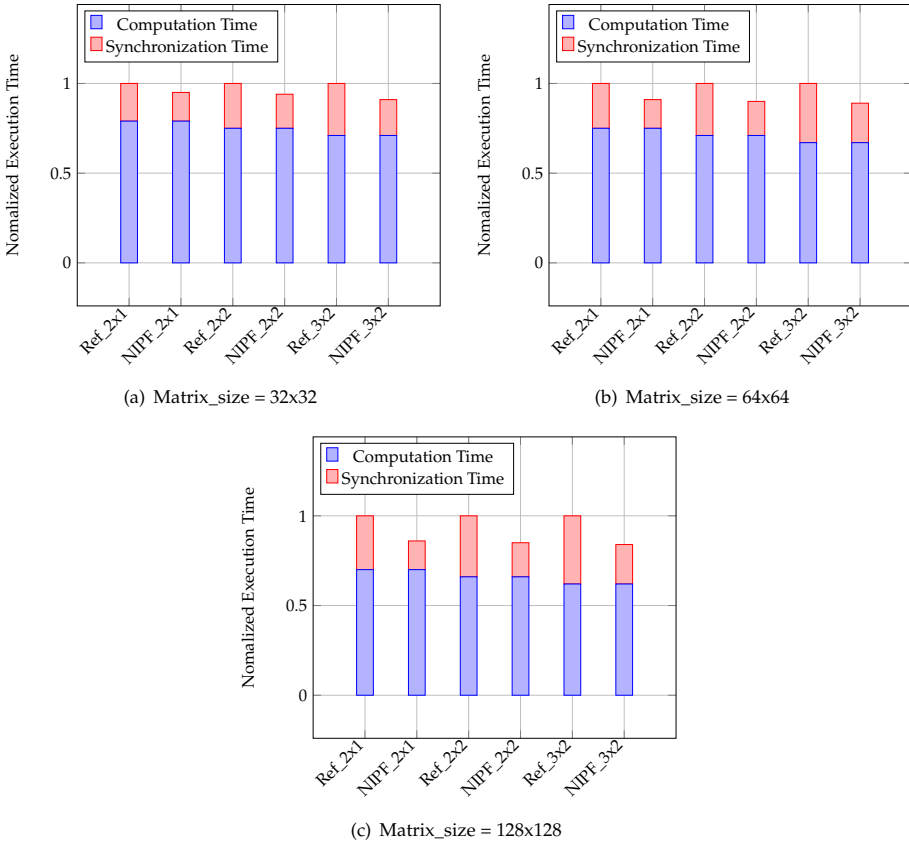 Computation Time
Synchronization Time
Nomalized Execution Time
1
0.5
0
Ref_2x1
NIPF_2x1
Ref_2x2
NIPF_2x2
Ref_3x2
NIPF_3x2
(a) Matrix_size = 32x32
Computation Time
Synchronization Time
Nomalized Execution Time
1
0.5
0
Ref_2x1
NIPF_2x1
Ref_2x2
NIPF_2x2
Ref_3x2
NIPF_3x2
(b) Matrix_size = 64x64
Computation Time
Synchronization Time
Nomalized Execution Time
1
0.5
0
Ref_2x1
NIPF_2x1
Ref_2x2
NIPF_2x2
Ref_3x2
NIPF_3x2
(c) Matrix_size = 128x128